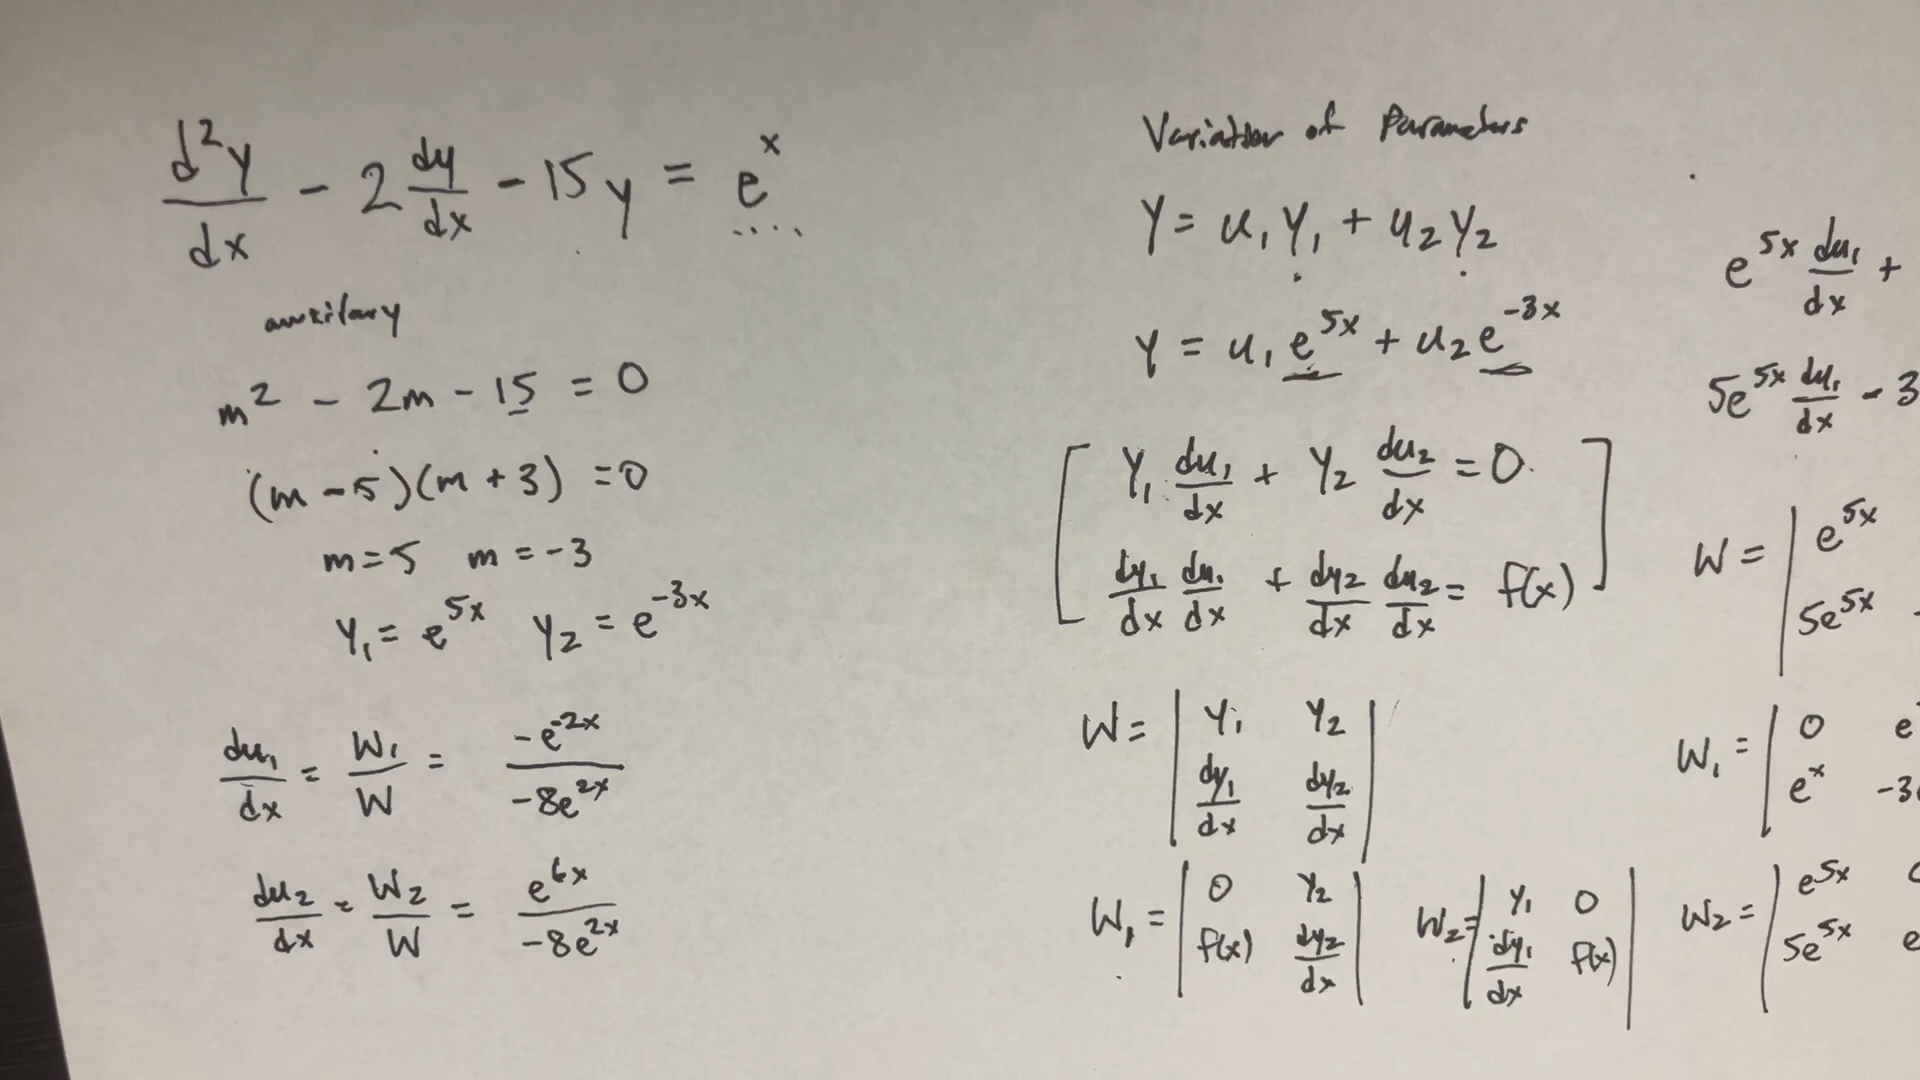 d²y/dx - 2 dy/dx - 15y = e^x
auxilary
m² - 2m - 15 = 0
(m - 5)(m + 3) = 0
m = 5 m = -3
y₁ = e^5x y₂ = e^-3x
du₁/dx = W₁/W = -e^-2x/-8e^2x
du₂/dx = W₂/W = e^6x/-8e^2x
Variation of Parameters
y = u₁y₁ + u₂y₂
y = u₁e^5x + u₂e^-3x
y₁ du₁/dx + y₂ du₂/dx = 0
dy₁/dx du₁/dx + dy₂/dx du₂/dx = f(x)
W = | y₁ y₂ |
| dy₁/dx dy₂/dx |
W₁ = | 0 y₂ | W₂ = | y₁ 0 |
| f(x) dy₂/dx | | dy₁/dx f(x) |
e^5x du₁/dx +
5e^5x du₁/dx - 3
W = | e^5x
| 5e^5x -
W₁ = | 0 e
| e^x -3
W₂ = | e^5x
| 5e^5x e